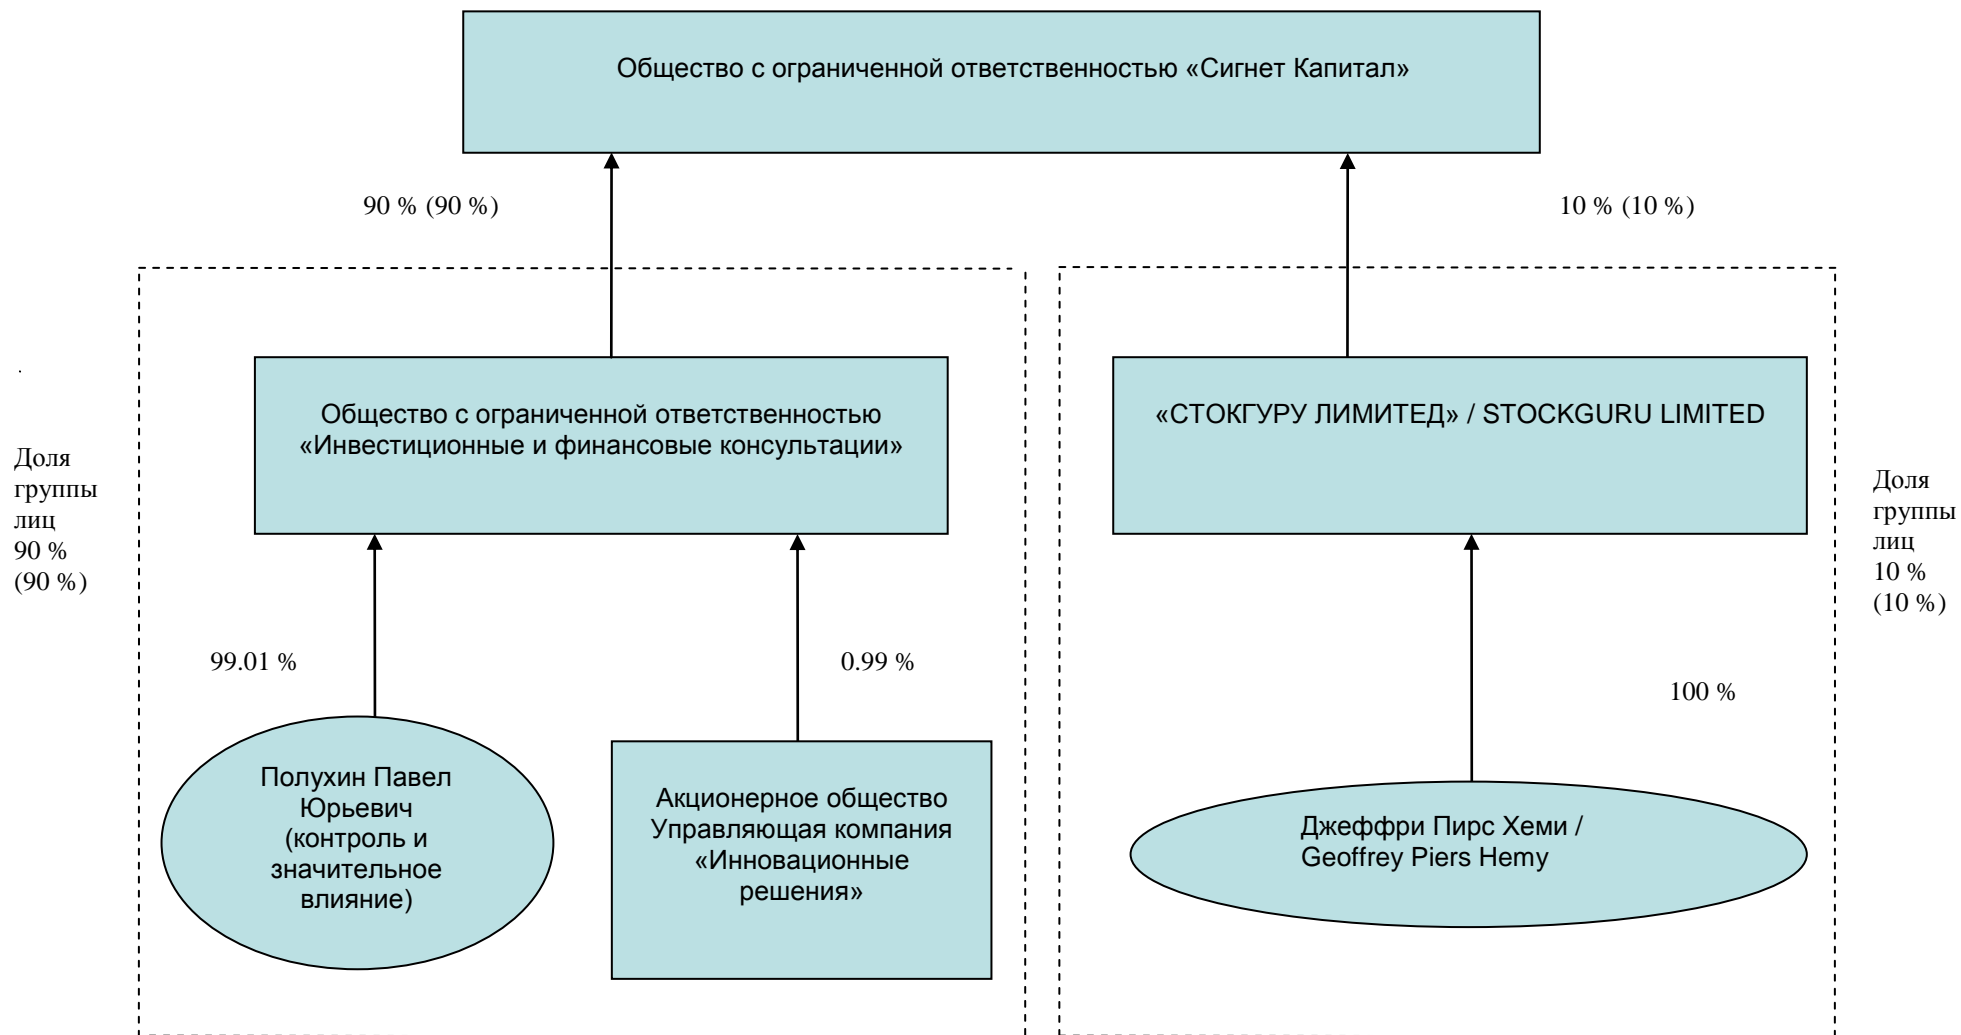 Общество с ограниченной ответственностью «Сигнет Капитал»
90 % (90 %)
10 % (10 %)
Общество с ограниченной ответственностью
«Инвестиционные и финансовые консультации»
«СТОКГУРУ ЛИМИТЕД» / STOCKGURU LIMITED
Доля
группы
лиц
90 %
(90 %)
Доля
группы
лиц
10 %
(10 %)
99.01 %
0.99 %
100 %
Полухин Павел
Юрьевич
(контроль и
значительное
влияние)
Акционерное общество
Управляющая компания
«Инновационные
решения»
Джеффри Пирс Хеми /
Geoffrey Piers Hemy